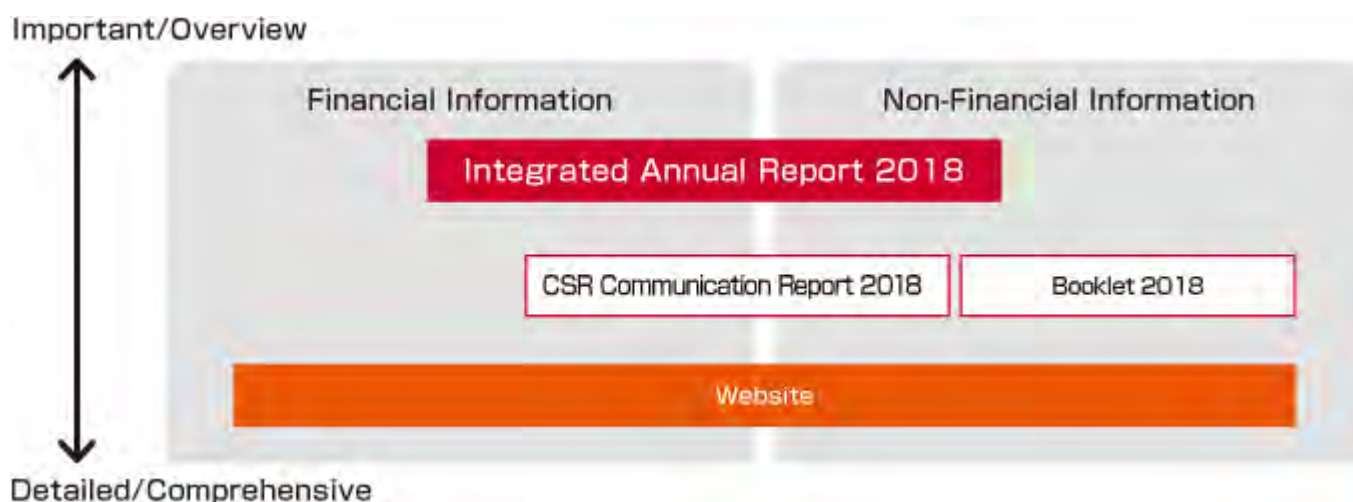 Important/Overview
Financial Information
Non-Financial Information
Integrated Annual Report 2018
CSR Communication Report 2018
Booklet 2018
Website
Detailed/Comprehensive